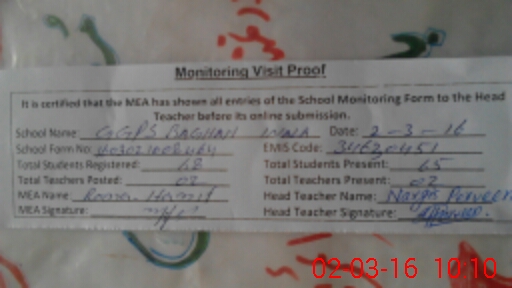 Monitoring Visit Proof
It is certified that the MEA has shown all entries of the School Monitoring Form to the Head
Teacher before its online submission.
School Name GGPS Date: 2-3-16
School Form No: EMIS Code: 34620451
Total Students Registered: 68 Total Students Present: 65
Total Teachers Posted: 02 Total Teachers Present: 02
MEA Name: Head Teacher Name: Nargis Perveen
MEA Signature: Head Teacher Signature:
02-03-16 10:10